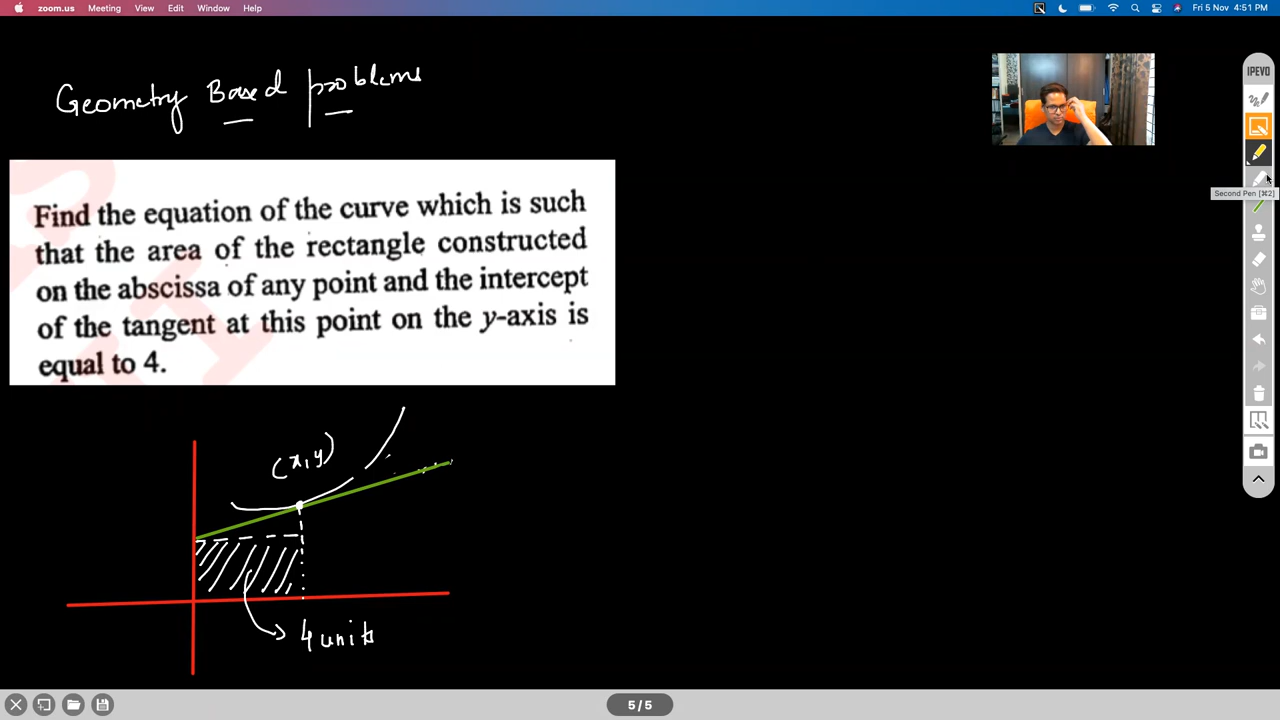 zoom.us Meeting View Edit Window Help
Fri 5 Nov 4:51 PM
Geometry Based problems
IPEVO
Second Pen [⌘2]
Find the equation of the curve which is such
that the area of the rectangle constructed
on the abscissa of any point and the intercept
of the tangent at this point on the y-axis is
equal to 4.
(x,y)
4 units
5/5